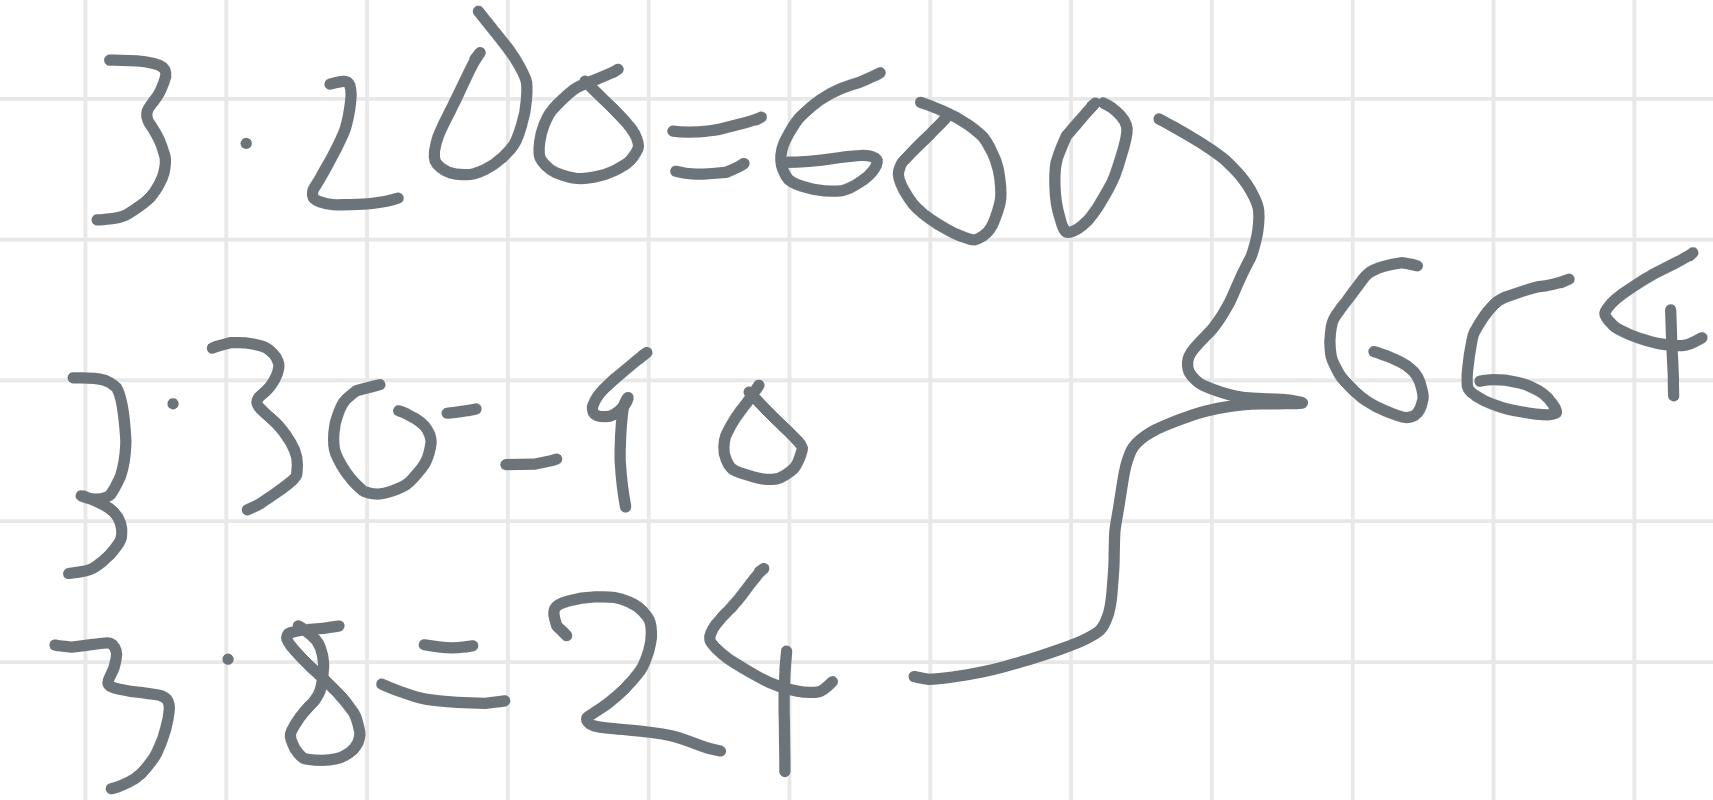 3 · 200 = 600
3 · 30 = 90
3 · 8 = 24
664